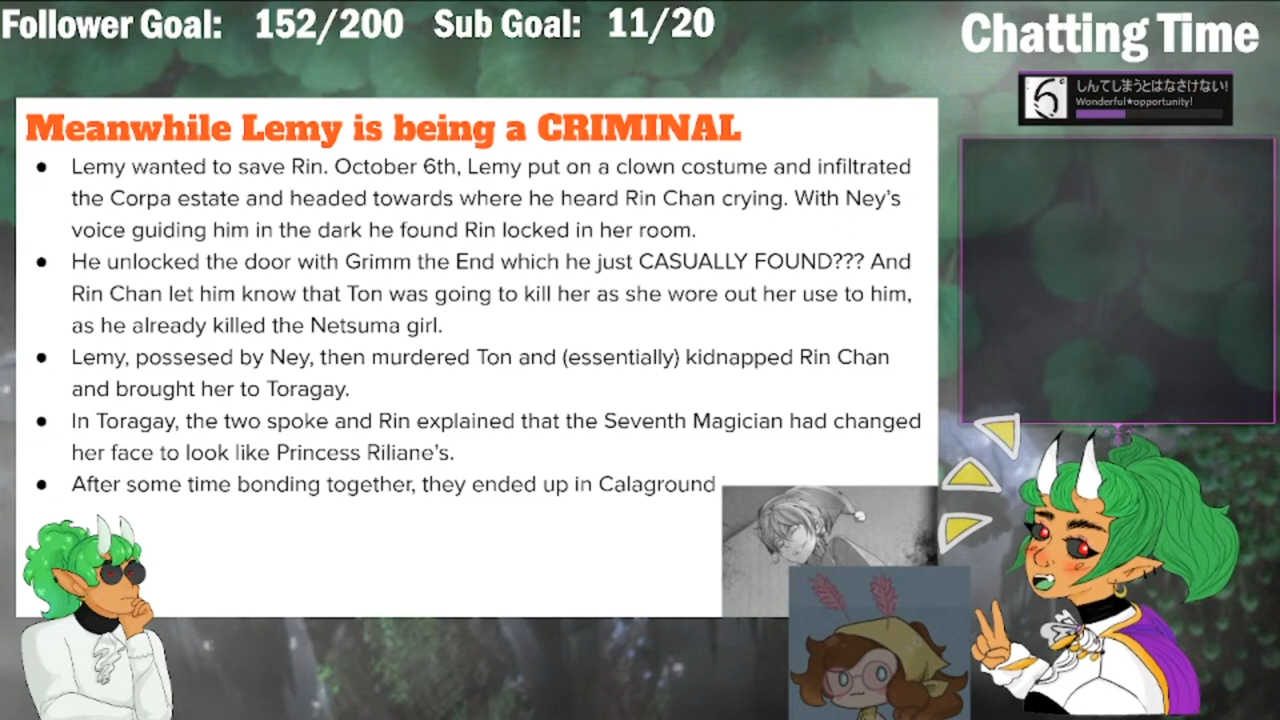 Follower Goal: 152/200 Sub Goal: 11/20
Chatting Time
しんてしまうとはなさけない!
Wonderful★opportunity!
Meanwhile Lemy is being a CRIMINAL
● Lemy wanted to save Rin. October 6th, Lemy put on a clown costume and infiltrated
the Corpa estate and headed towards where he heard Rin Chan crying. With Ney's
voice guiding him in the dark he found Rin locked in her room.
● He unlocked the door with Grimm the End which he just CASUALLY FOUND??? And
Rin Chan let him know that Ton was going to kill her as she wore out her use to him,
as he already killed the Netsuma girl.
● Lemy, possesed by Ney, then murdered Ton and (essentially) kidnapped Rin Chan
and brought her to Toragay.
● In Toragay, the two spoke and Rin explained that the Seventh Magician had changed
her face to look like Princess Riliane's.
● After some time bonding together, they ended up in Calaground